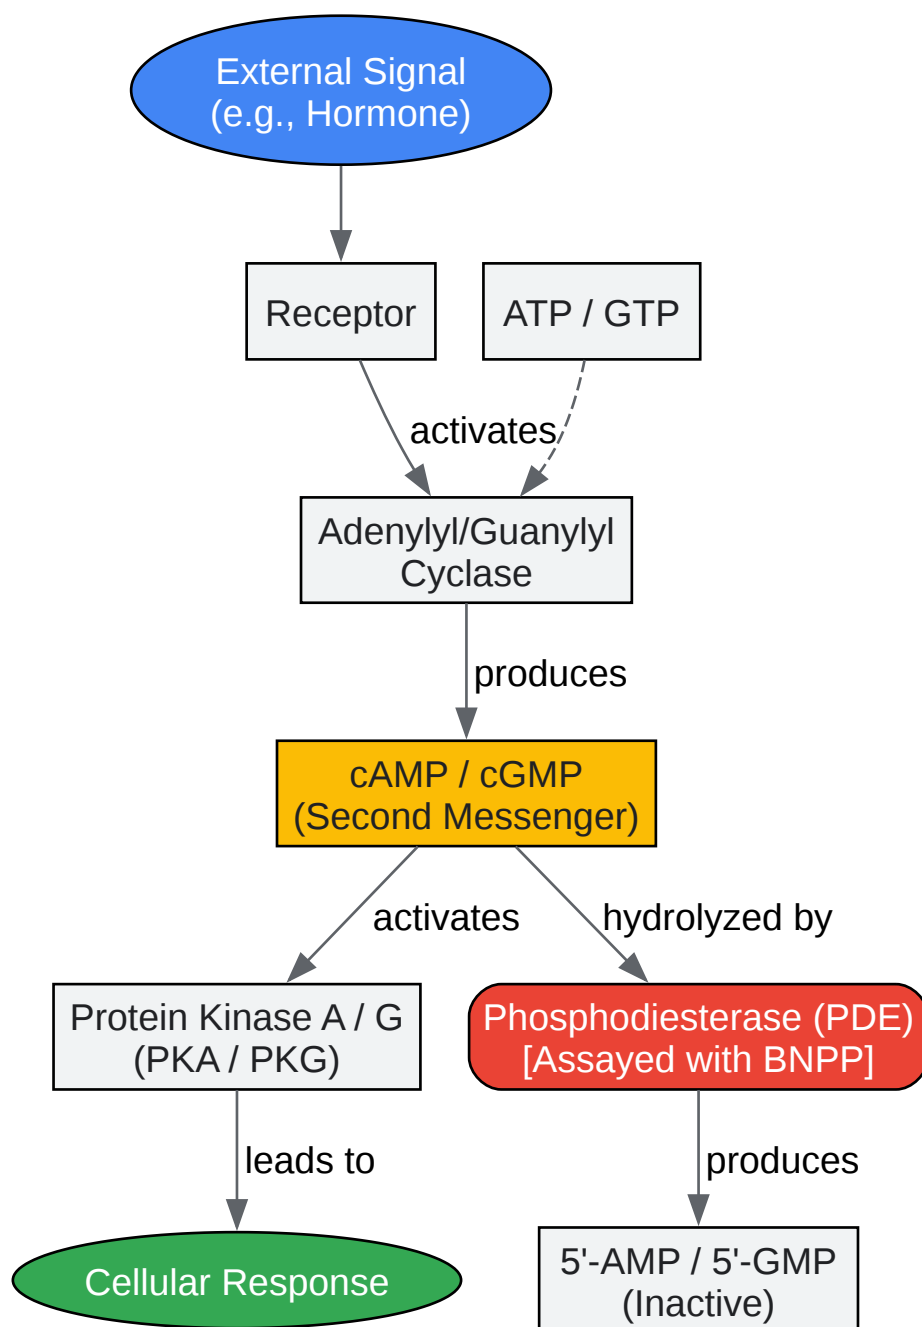 External Signal
(e.g., Hormone)
Receptor
ATP / GTP
activates
Adenylyl/Guanylyl
Cyclase
produces
cAMP / cGMP
(Second Messenger)
activates
hydrolyzed by
Protein Kinase A / G
(PKA / PKG)
Phosphodiesterase (PDE)
[Assayed with BNPP]
leads to
produces
Cellular Response
5'-AMP / 5'-GMP
(Inactive)